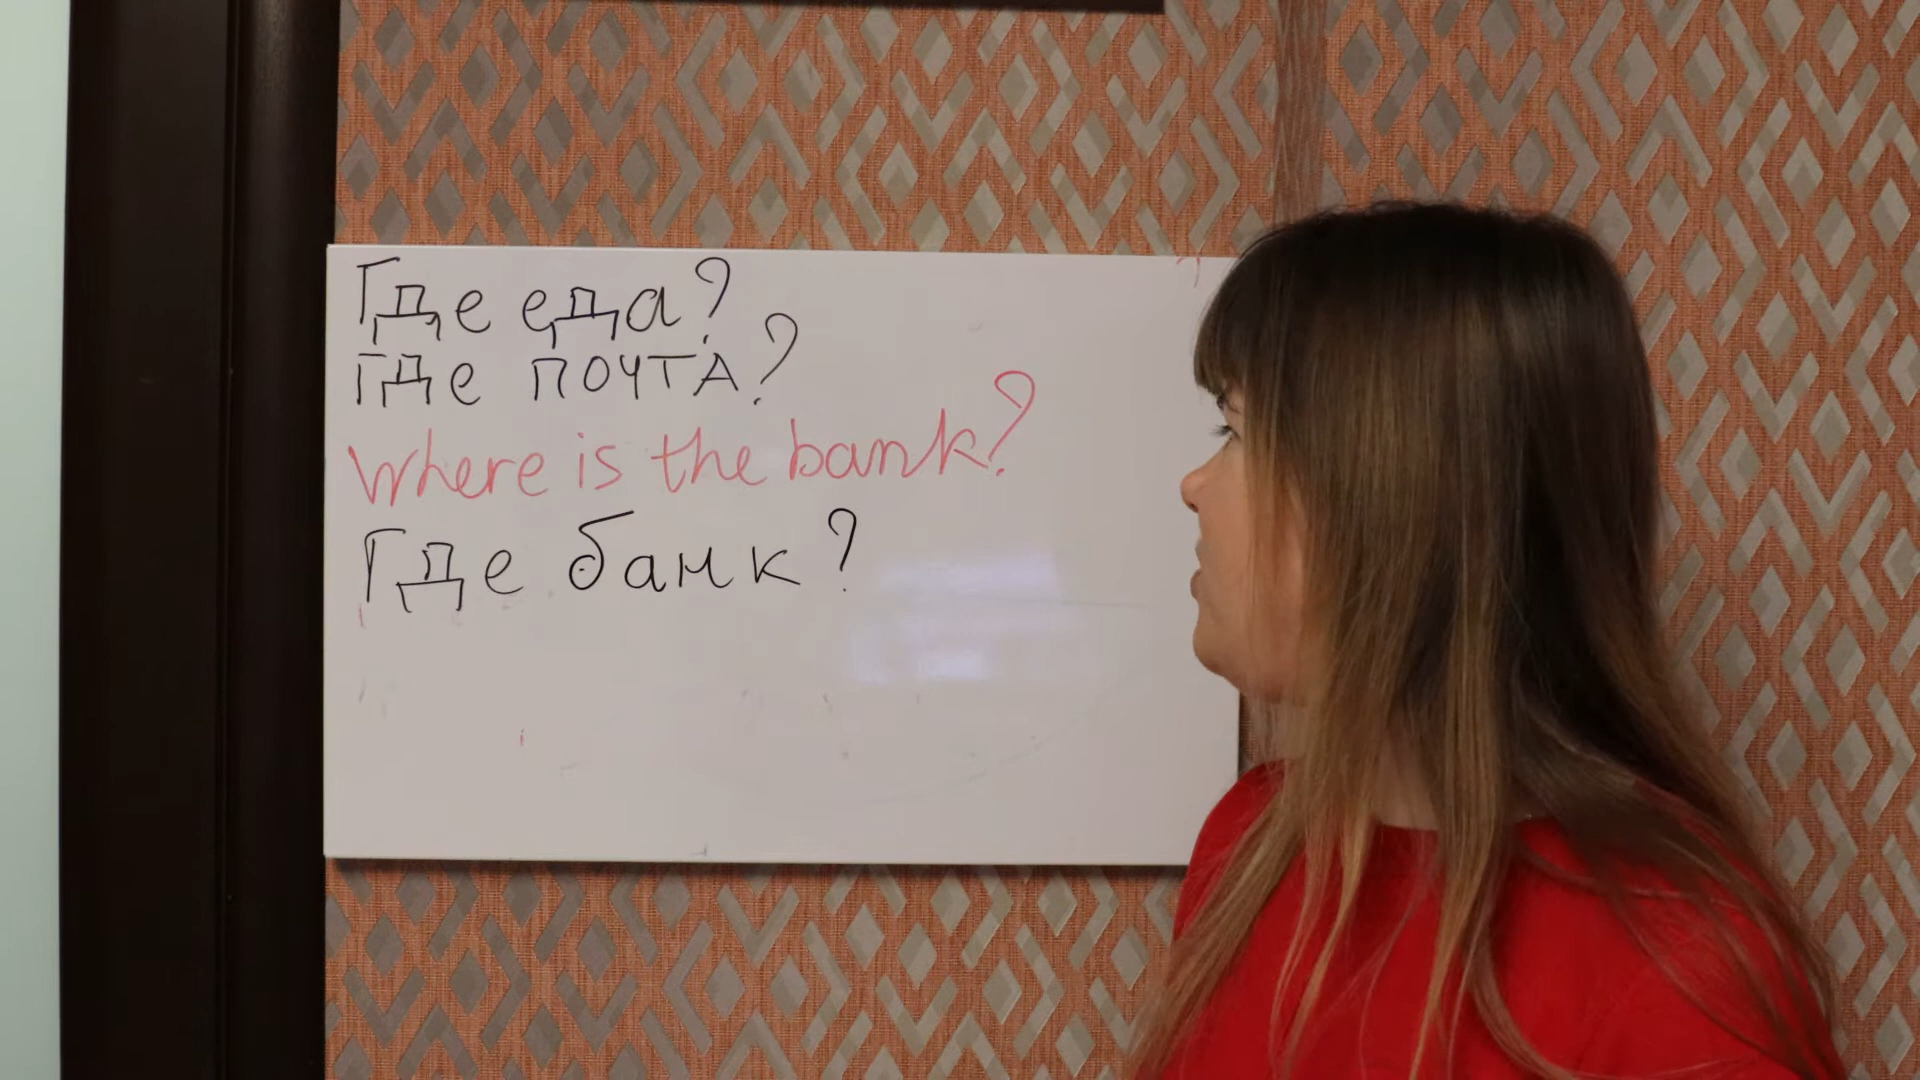 Где еда?
где почта?
where is the bank?
Где банк?